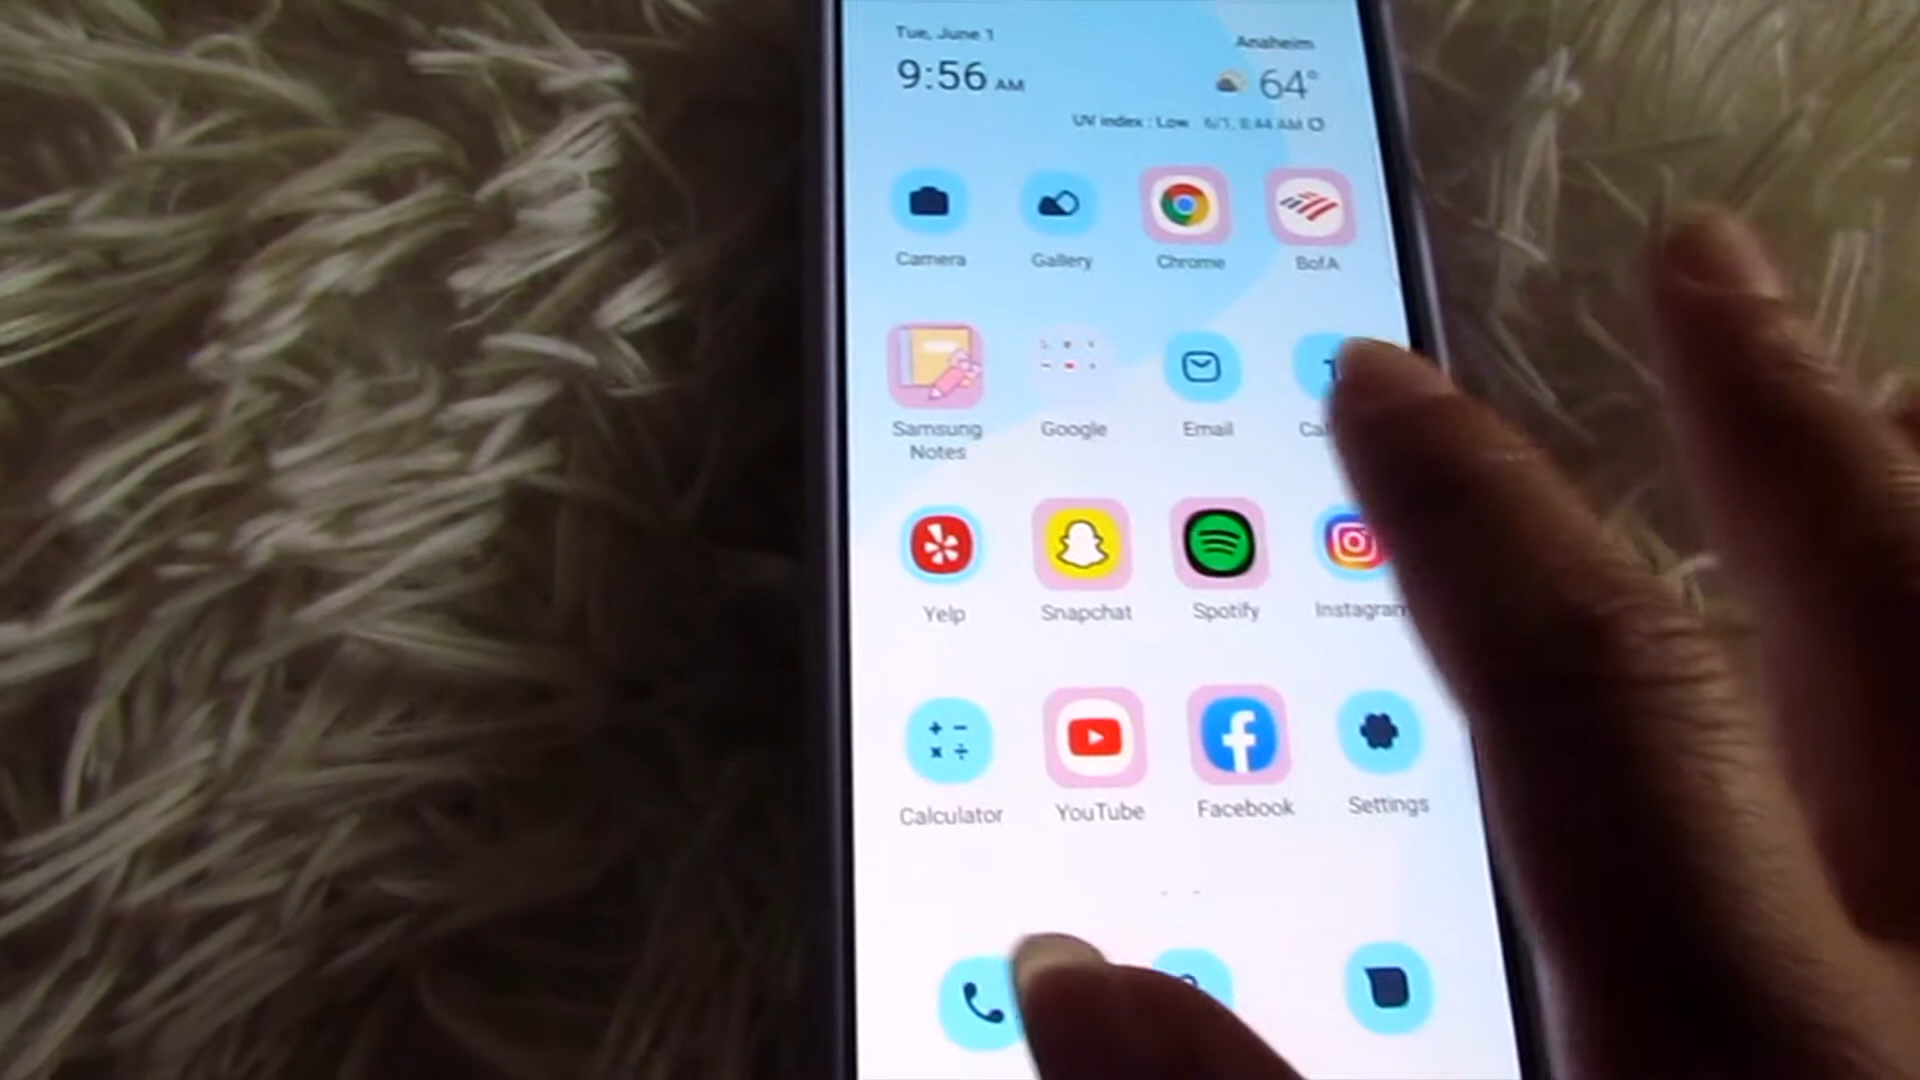 Tue, June 1
Anaheim
9:56 AM
64°
UV index : Low 6/1, 8:44 AM
Camera
Gallery
Chrome
BofA
Samsung
Notes
Google
Email
Yelp
Snapchat
Spotify
Instagram
Calculator
YouTube
Facebook
Settings